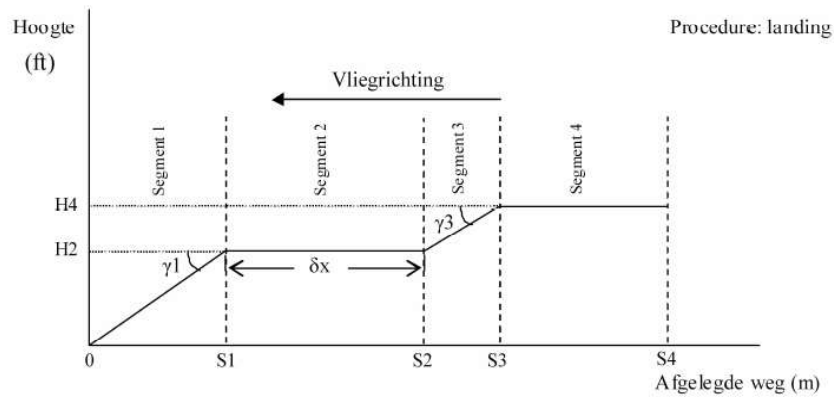 Hoogte
(ft)
Procedure: landing
Vliegrichting
Segment 1
Segment 2
Segment 3
Segment 4
H4
H2
γ1
δx
γ3
0
S1
S2
S3
S4
Afgelegde weg (m)